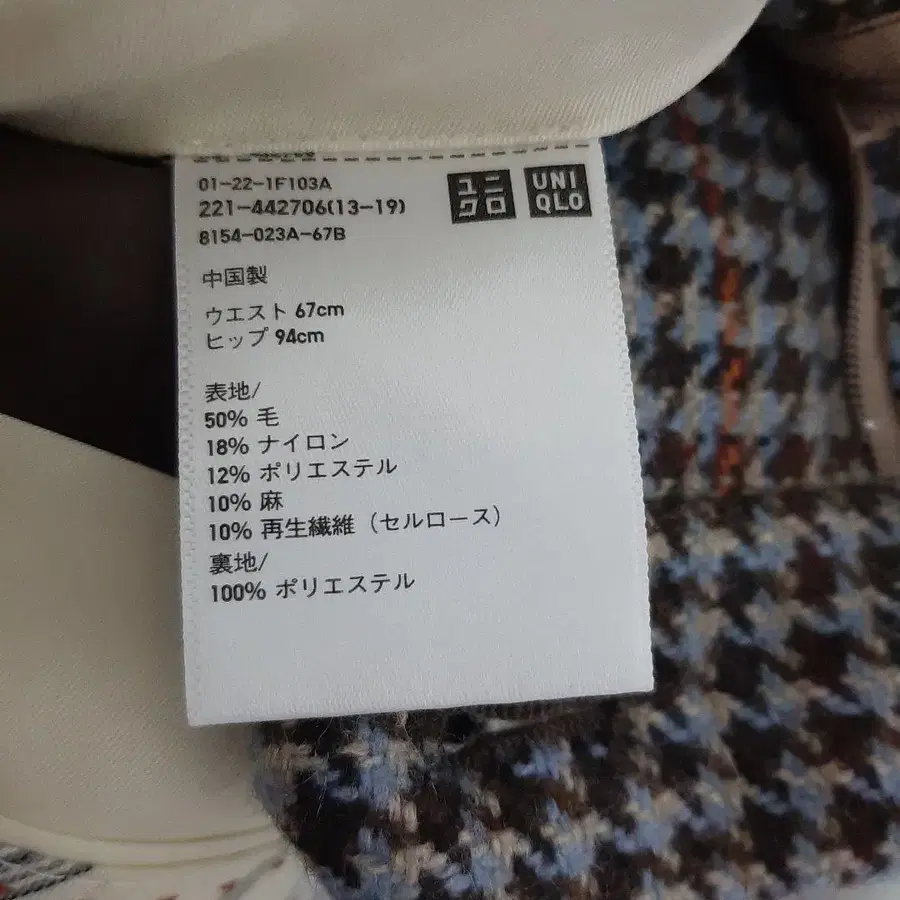 01-22-1F103A
221-442706(13-19)
8154-023A-67B
ユニ
クロ
UNI
QLO
中国製
ウエスト 67cm
ヒップ 94cm
表地/
50% 毛
18% ナイロン
12% ポリエステル
10% 麻
10% 再生繊維（セルロース）
裏地/
100% ポリエステル